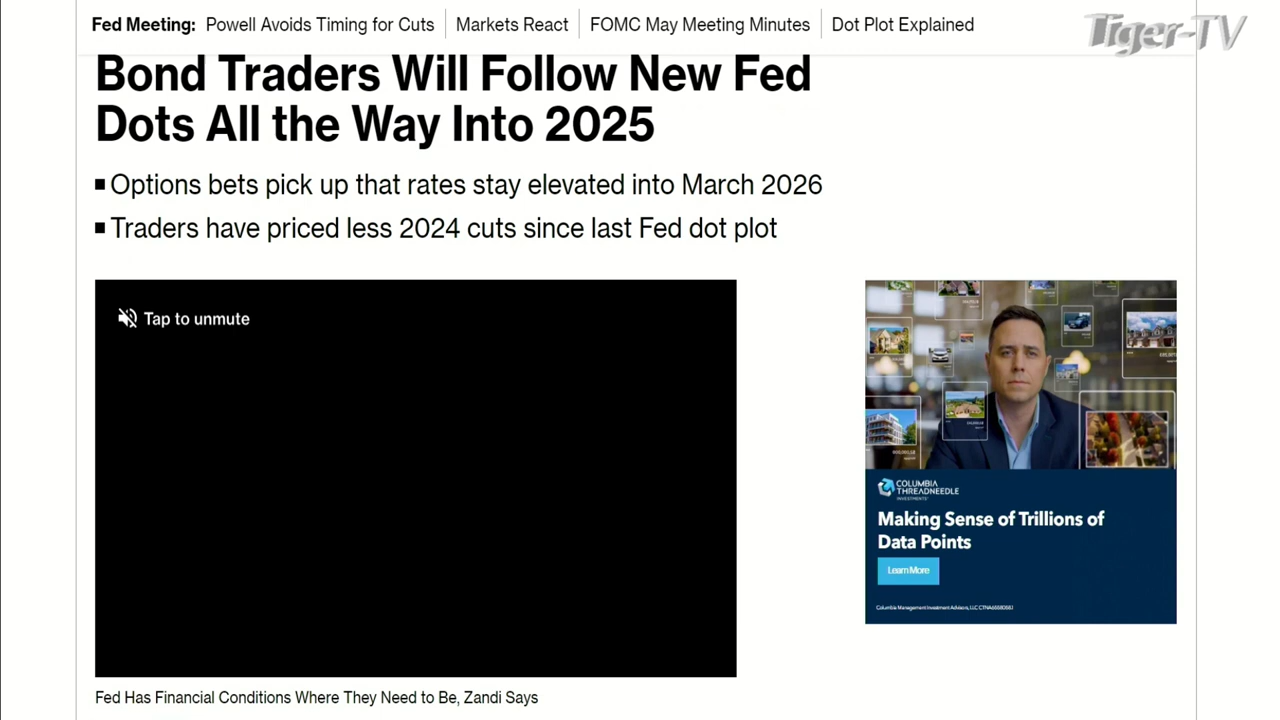 Fed Meeting: Powell Avoids Timing for Cuts Markets React FOMC May Meeting Minutes Dot Plot Explained
Tiger-TV
Bond Traders Will Follow New Fed
Dots All the Way Into 2025
Options bets pick up that rates stay elevated into March 2026
Traders have priced less 2024 cuts since last Fed dot plot
Tap to unmute
COLUMBIA
THREADNEEDLE
INVESTMENTS
Making Sense of Trillions of
Data Points
Learn More
Fed Has Financial Conditions Where They Need to Be, Zandi Says